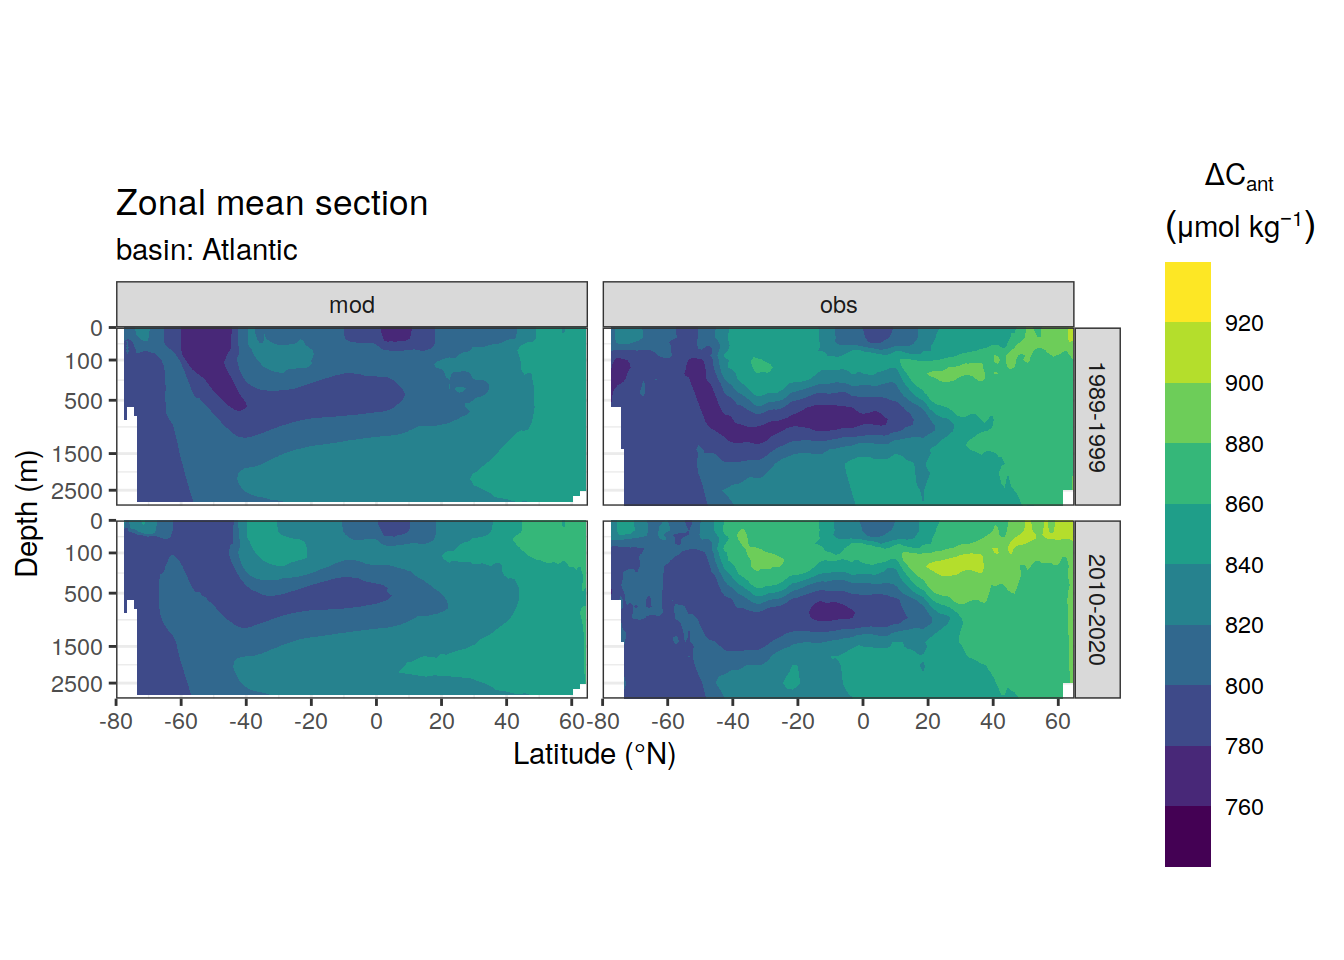 Zonal mean section
basin: Atlantic
mod
obs
0
100
500
1500
2500
1989-1999
0
100
500
1500
2500
2010-2020
-80 -60 -40 -20 0 20 40 60
-80 -60 -40 -20 0 20 40 60
Latitude (°N)
Depth (m)
ΔCant
(μmol kg⁻¹)
920
900
880
860
840
820
800
780
760